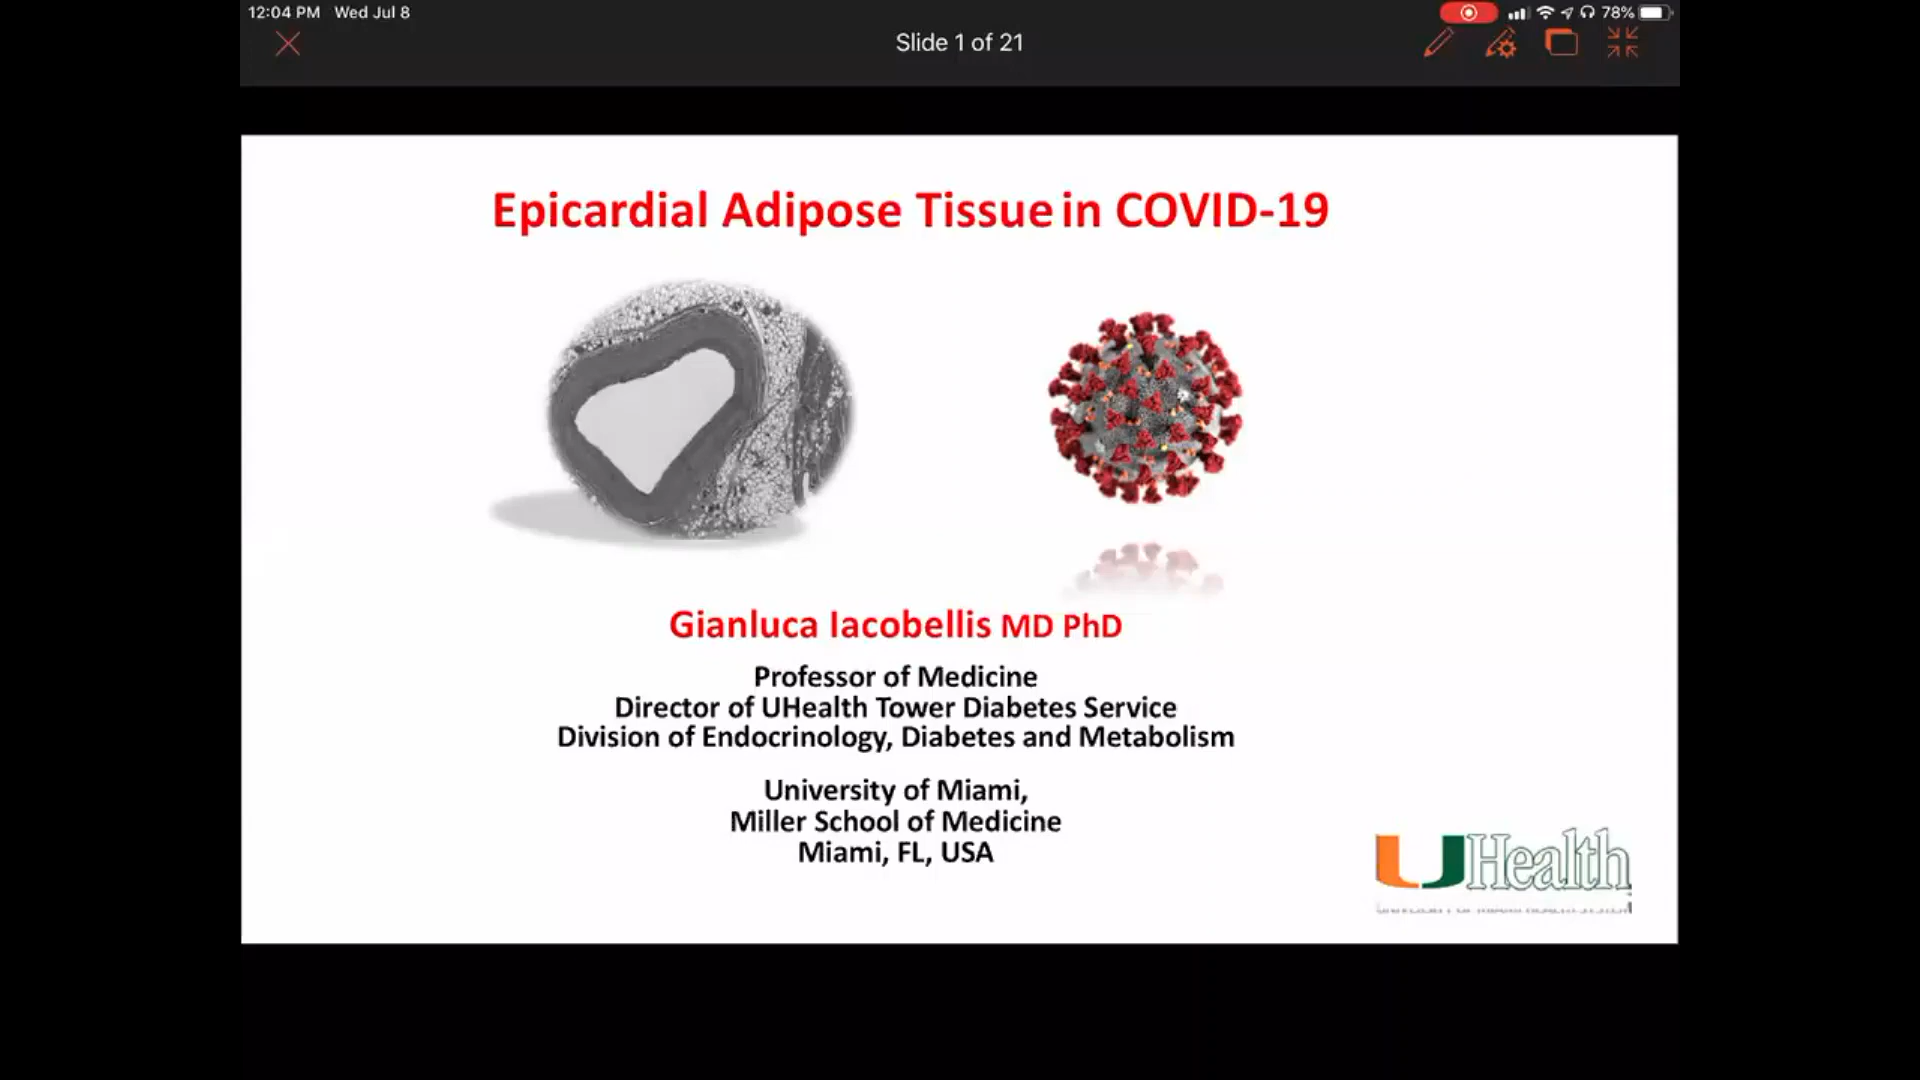 12:04 PM Wed Jul 8
78%
Slide 1 of 21
Epicardial Adipose Tissue in COVID-19
Gianluca Iacobellis MD PhD
Professor of Medicine
Director of UHealth Tower Diabetes Service
Division of Endocrinology, Diabetes and Metabolism
University of Miami,
Miller School of Medicine
Miami, FL, USA
UHealth